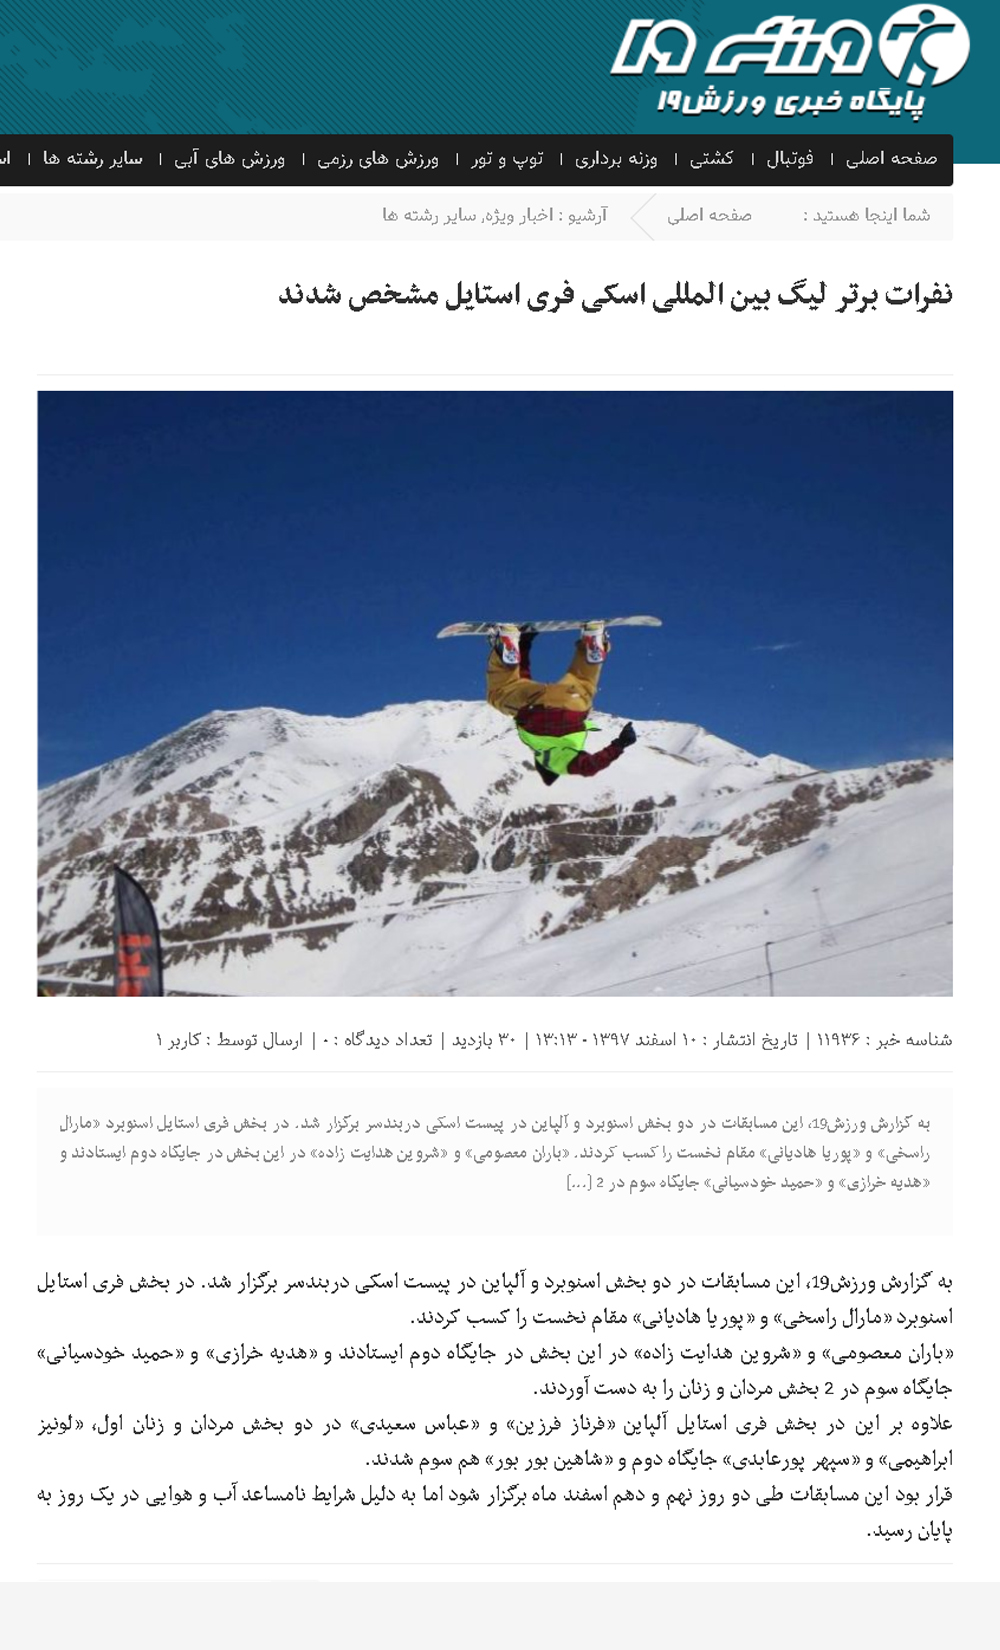 ورزش ۱۹
پایگاه خبری ورزش۱۹
صفحه اصلی | فوتبال | کشتی | وزنه برداری | توپ و تور | ورزش های رزمی | ورزش های آبی | سایر رشته ها |
شما اینجا هستید : صفحه اصلی آرشیو : اخبار ویژه, سایر رشته ها
نفرات برتر لیگ بین المللی اسکی فری استایل مشخص شدند
شناسه خبر : ۱۱۹۳۶ | تاریخ انتشار : ۱۰ اسفند ۱۳۹۷ - ۱۳:۱۳ | ۳۰ بازدید | تعداد دیدگاه : ۰ | ارسال توسط : کاربر ۱
به گزارش ورزش19، این مسابقات در دو بخش اسنوبرد و آلپاین در پیست اسکی دربندسر برگزار شد. در بخش فری استایل اسنوبرد «مارال
راسخی» و «پوریا هادیانی» مقام نخست را کسب کردند. «باران معصومی» و «شروین هدایت زاده» در این بخش در جایگاه دوم ایستادند و
«هدیه خرازی» و «حمید خودسیانی» جایگاه سوم در 2 [...]
به گزارش ورزش19، این مسابقات در دو بخش اسنوبرد و آلپاین در پیست اسکی دربندسر برگزار شد. در بخش فری استایل
اسنوبرد «مارال راسخی» و «پوریا هادیانی» مقام نخست را کسب کردند.
«باران معصومی» و «شروین هدایت زاده» در این بخش در جایگاه دوم ایستادند و «هدیه خرازی» و «حمید خودسیانی»
جایگاه سوم در 2 بخش مردان و زنان را به دست آوردند.
علاوه بر این در بخش فری استایل آلپاین «فرناز فرزین» و «عباس سعیدی» در دو بخش مردان و زنان اول، «لونیز
ابراهیمی» و «سپهر پورعابدی» جایگاه دوم و «شاهین بور بور» هم سوم شدند.
قرار بود این مسابقات طی دو روز نهم و دهم اسفند ماه برگزار شود اما به دلیل شرایط نامساعد آب و هوایی در یک روز به
پایان رسید.